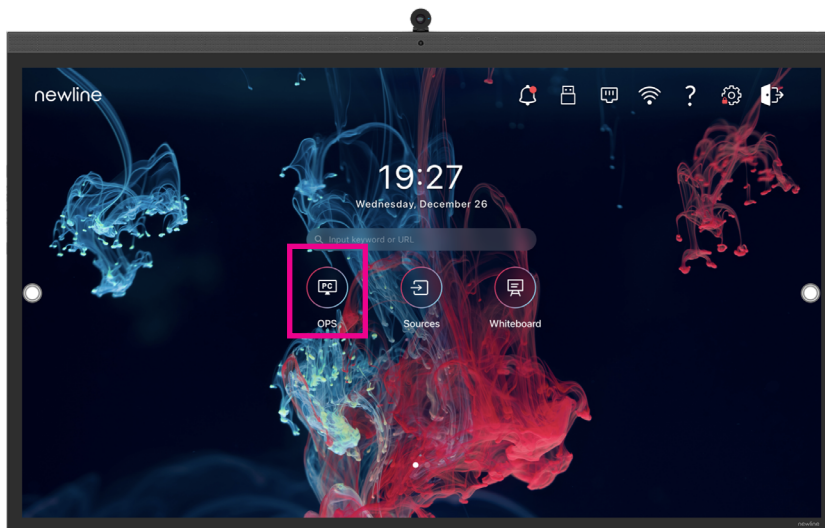 newline
19:27
Wednesday, December 26
Input keyword or URL
PC
OPS
Sources
Whiteboard
newline